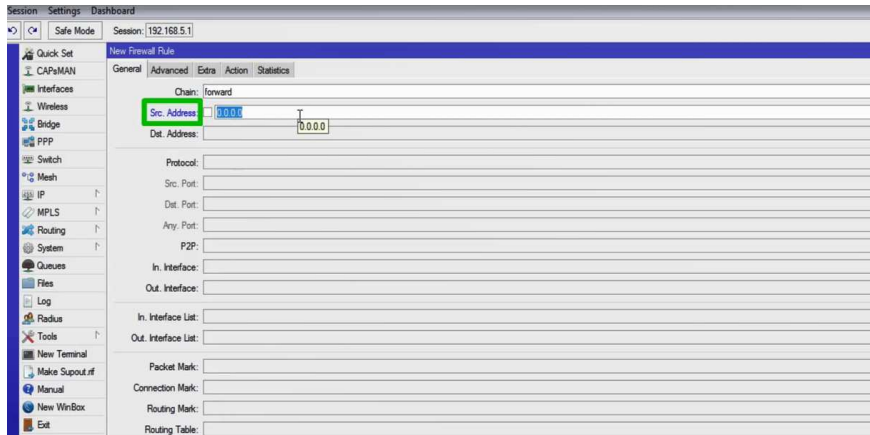 Session Settings Dashboard
Safe Mode Session: 192.168.5.1
New Firewall Rule
General Advanced Extra Action Statistics
Quick Set
CAPsMAN
Interfaces
Wireless
Bridge
PPP
Switch
Mesh
IP
MPLS
Routing
System
Queues
Files
Log
Radius
Tools
New Terminal
Make Supout.rif
Manual
New WinBox
Exit
Chain: forward
Src. Address: 0.0.0.0
0.0.0.0
Dst. Address:
Protocol:
Src. Port:
Dst. Port:
Any. Port:
P2P:
In. Interface:
Out. Interface:
In. Interface List:
Out. Interface List:
Packet Mark:
Connection Mark:
Routing Mark:
Routing Table: